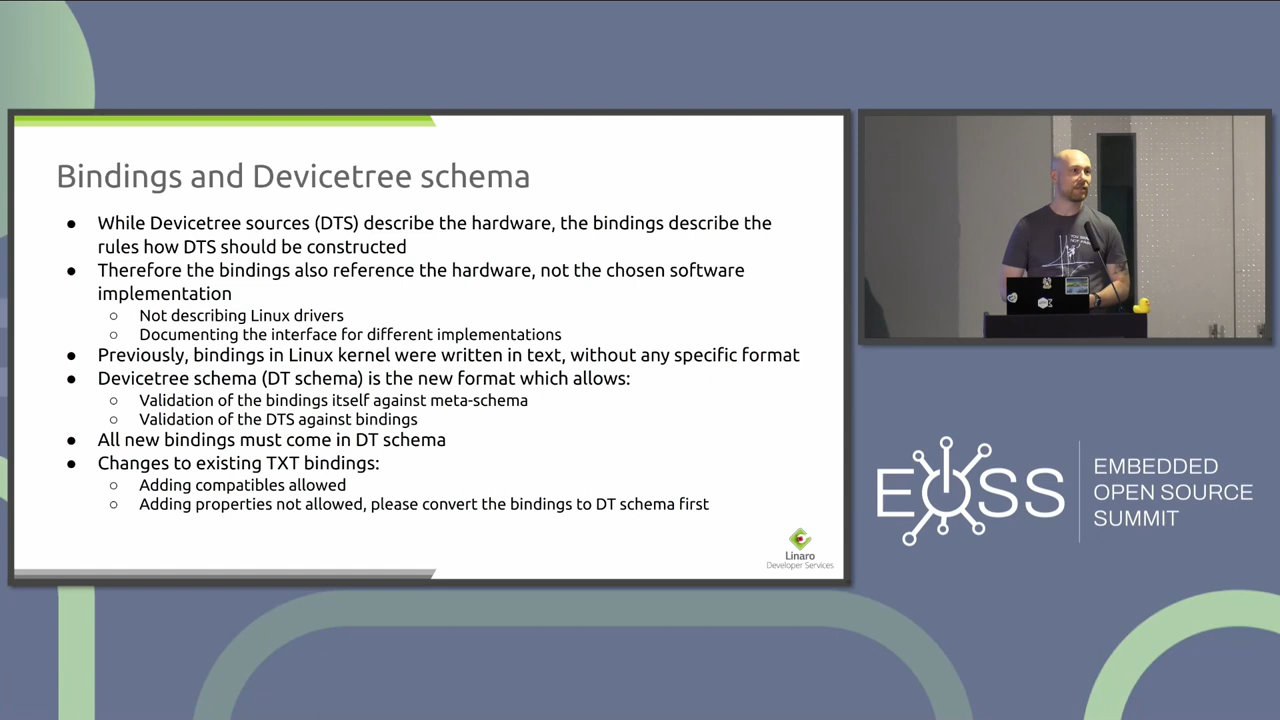 Bindings and Devicetree schema
● While Devicetree sources (DTS) describe the hardware, the bindings describe the
rules how DTS should be constructed
● Therefore the bindings also reference the hardware, not the chosen software
implementation
○ Not describing Linux drivers
○ Documenting the interface for different implementations
● Previously, bindings in Linux kernel were written in text, without any specific format
● Devicetree schema (DT schema) is the new format which allows:
○ Validation of the bindings itself against meta-schema
○ Validation of the DTS against bindings
● All new bindings must come in DT schema
● Changes to existing TXT bindings:
○ Adding compatibles allowed
○ Adding properties not allowed, please convert the bindings to DT schema first
Linaro
Developer Services
EOSS
EMBEDDED
OPEN SOURCE
SUMMIT